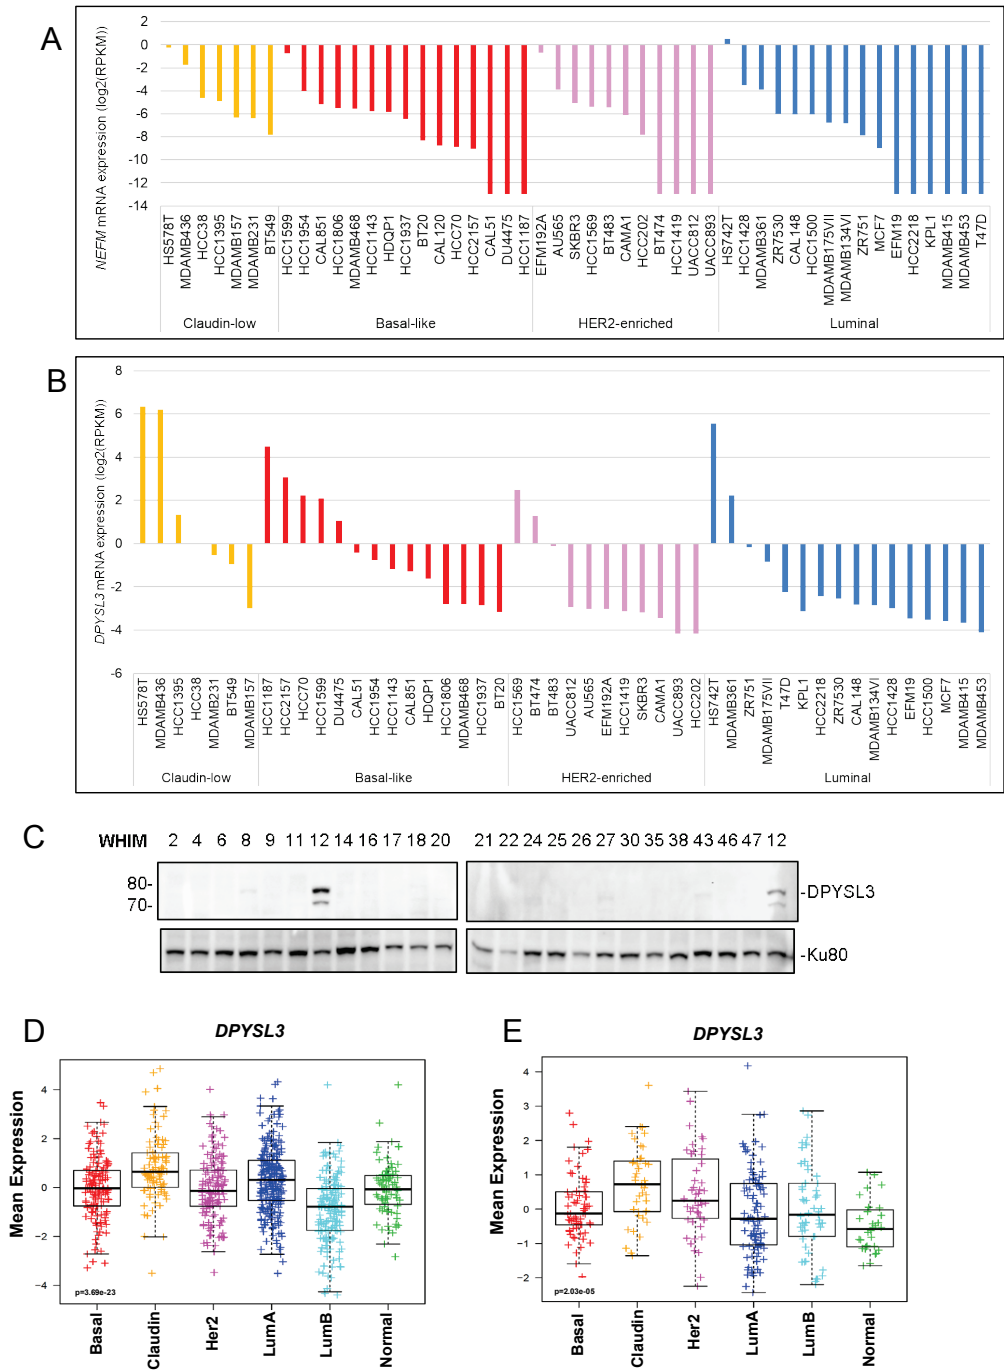 A
NEFM mRNA expression (log2(RPKM))
2
0
-2
-4
-6
-8
-10
-12
-14
HS578T
MDAMB436
HCC38
HCC1395
MDAMB157
MDAMB231
BT549
HCC1599
HCC1954
CAL851
HCC1806
MDAMB468
HCC1143
HDQP1
HCC1937
BT20
CAL120
HCC70
HCC2157
CAL51
DU4475
HCC1187
EFM192A
AU565
SKBR3
HCC1569
BT483
CAMA1
HCC202
BT474
HCC1419
UACC812
UACC893
HS742T
HCC1428
MDAMB361
ZR7530
CAL148
HCC1500
MDAMB175VII
MDAMB134VI
ZR751
MCF7
EFM19
HCC2218
KPL1
MDAMB415
MDAMB453
T47D
Claudin-low
Basal-like
HER2-enriched
Luminal
B
DPYSL3 mRNA expression (log2(RPKM))
8
6
4
2
0
-2
-4
-6
HS578T
MDAMB436
HCC1395
HCC38
MDAMB231
BT549
MDAMB157
HCC1187
HCC2157
HCC70
HCC1599
DU4475
CAL51
HCC1954
HCC1143
CAL851
HDQP1
HCC1806
MDAMB468
HCC1937
BT20
HCC1569
BT474
BT483
UACC812
AU565
EFM192A
HCC1419
SKBR3
CAMA1
UACC893
HCC202
HS742T
MDAMB361
ZR751
MDAMB175VII
T47D
KPL1
HCC2218
ZR7530
CAL148
MDAMB134VI
HCC1428
EFM19
HCC1500
MCF7
MDAMB415
MDAMB453
Claudin-low
Basal-like
HER2-enriched
Luminal
C
WHIM 2 4 6 8 9 11 12 14 16 17 18 20 21 22 24 25 26 27 30 35 38 43 46 47 12
80-
70-
-DPYSL3
-Ku80
D
DPYSL3
Mean Expression
4
2
0
-2
-4
p=3.69e-23
Basal
Claudin
Her2
LumA
LumB
Normal
E
DPYSL3
Mean Expression
4
3
2
1
0
-1
-2
p=2.03e-05
Basal
Claudin
Her2
LumA
LumB
Normal